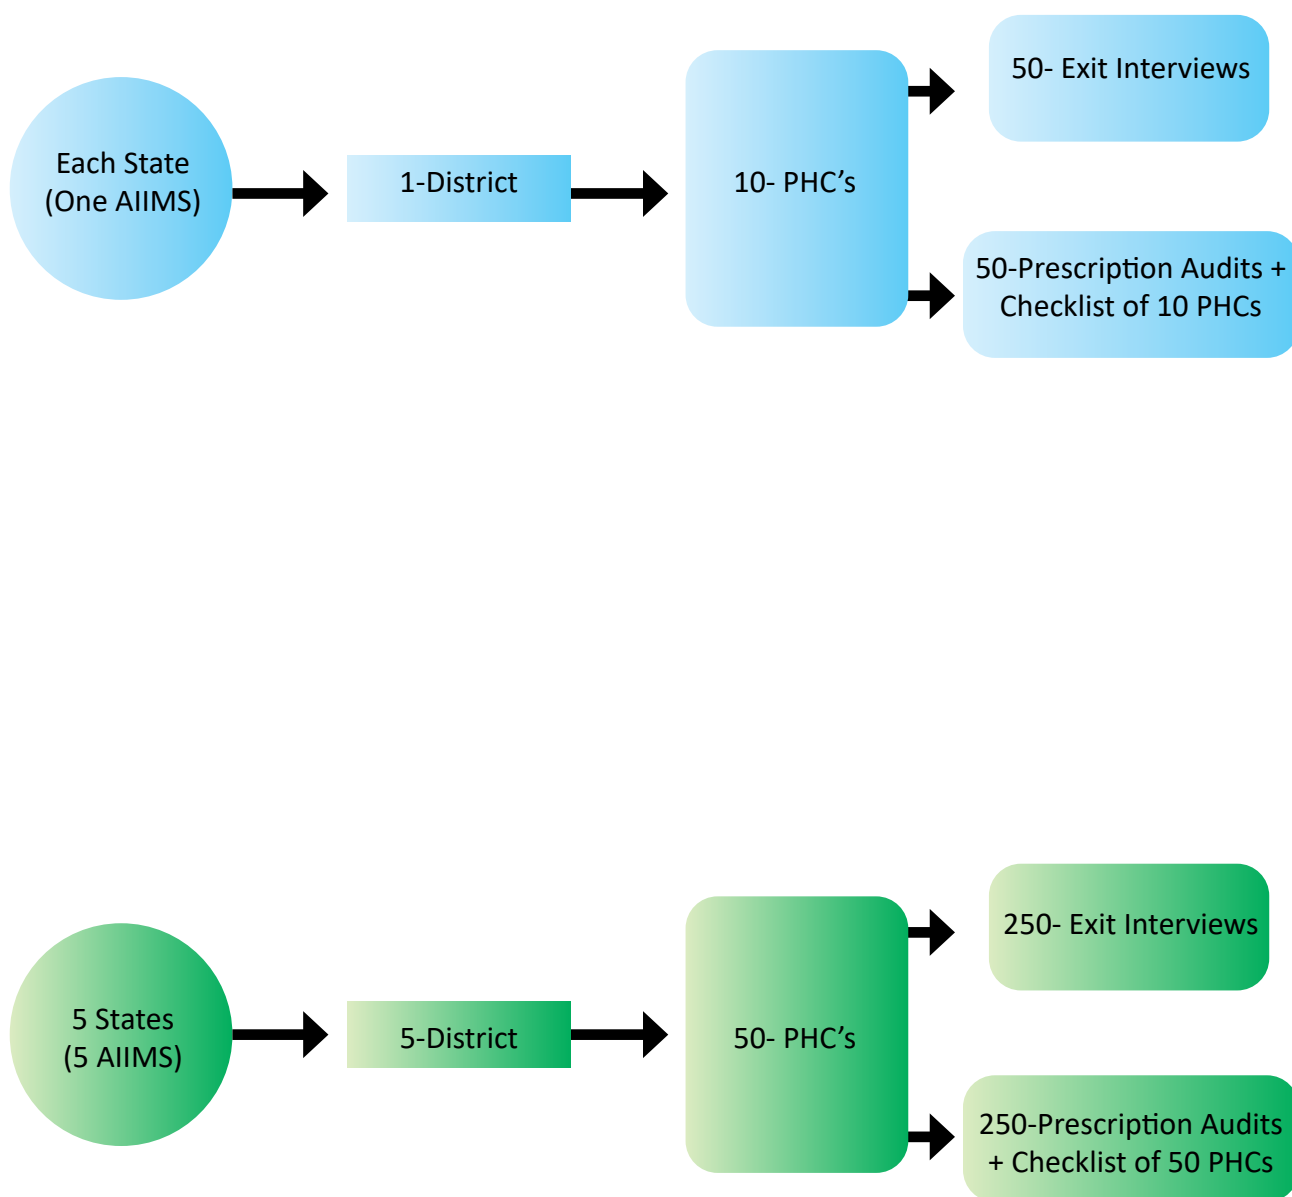 Each State
(One AIIMS)
1-District
10- PHC’s
50- Exit Interviews
50-Prescription Audits +
Checklist of 10 PHCs
5 States
(5 AIIMS)
5-District
50- PHC’s
250- Exit Interviews
250-Prescription Audits
+ Checklist of 50 PHCs